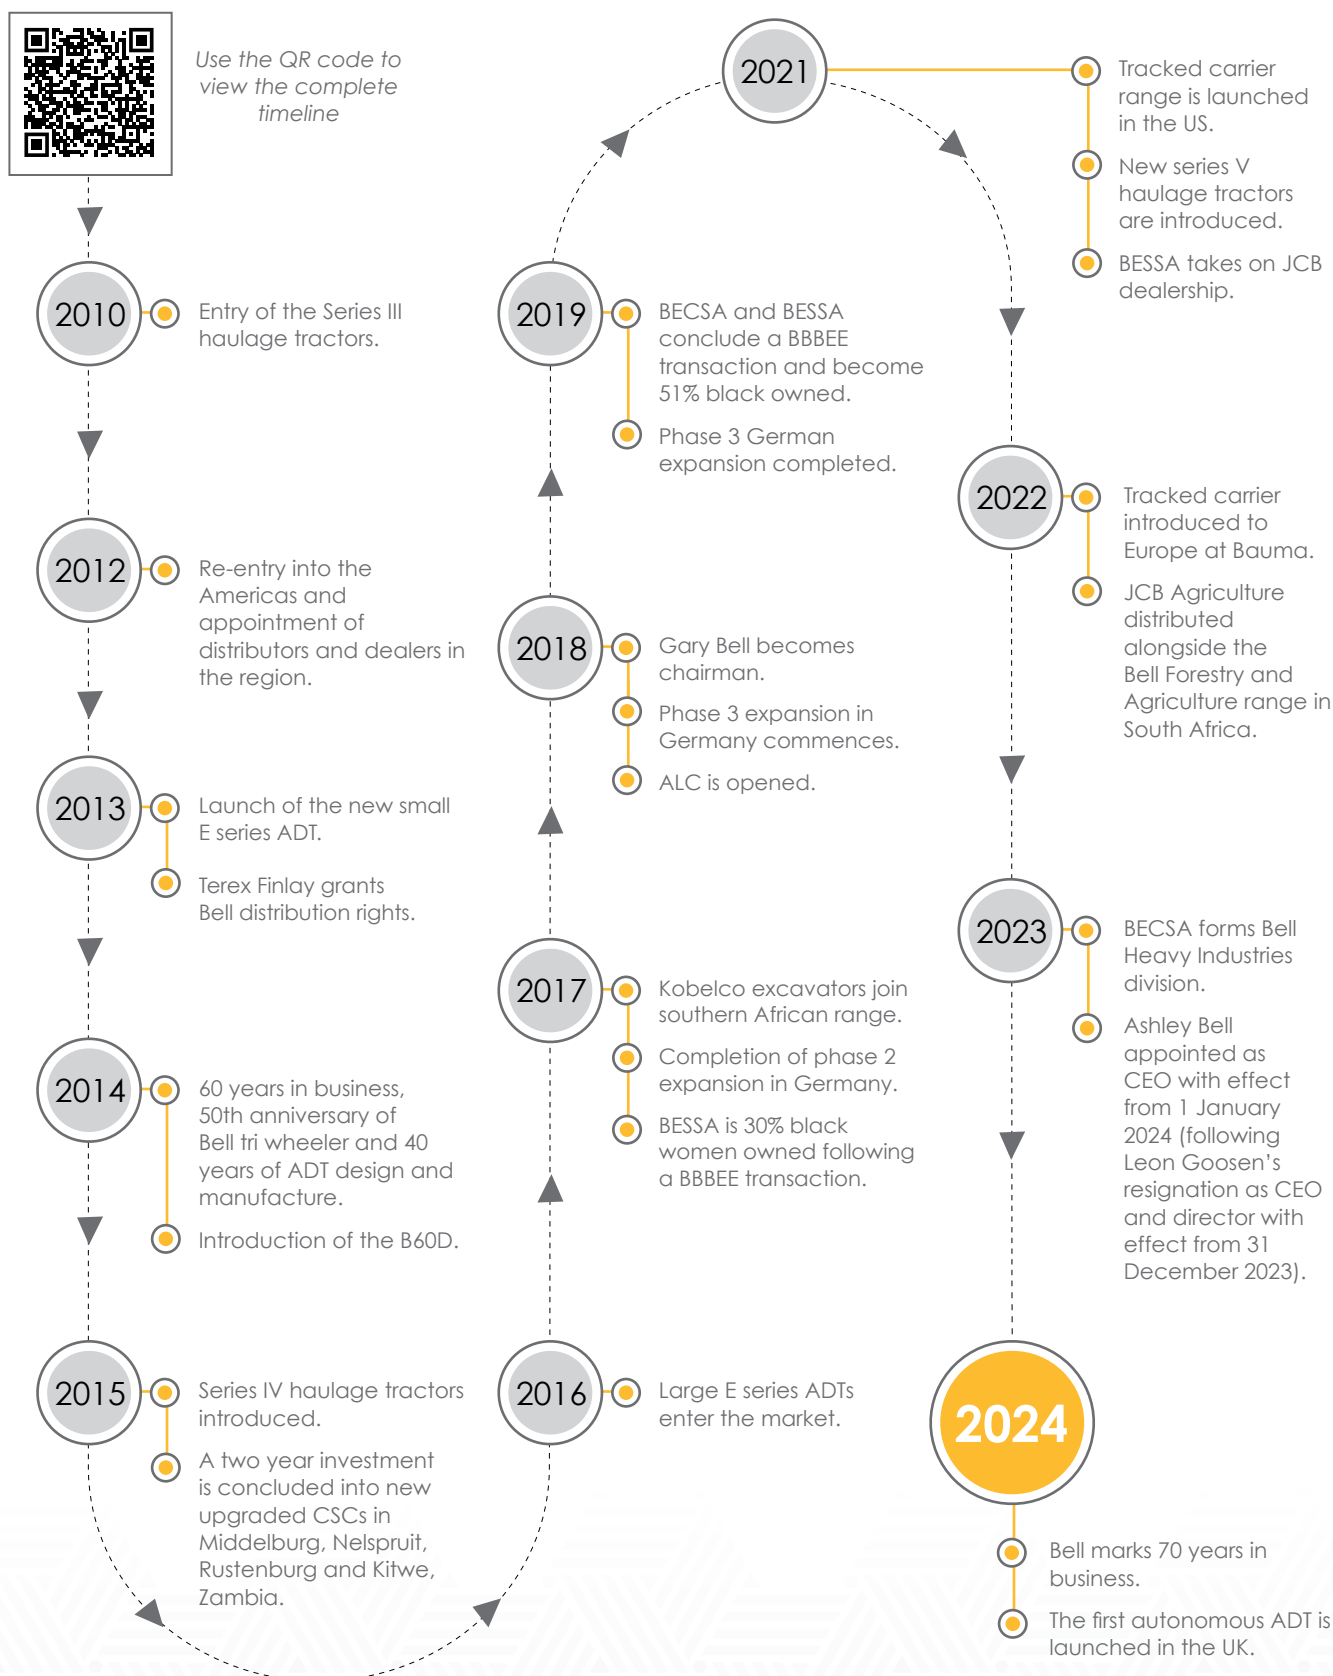 Use the QR code to
view the complete
timeline
2010
Entry of the Series III
haulage tractors.
2012
Re-entry into the
Americas and
appointment of
distributors and dealers in
the region.
2013
Launch of the new small
E series ADT.
Terex Finlay grants
Bell distribution rights.
2014
60 years in business,
50th anniversary of
Bell tri wheeler and 40
years of ADT design and
manufacture.
Introduction of the B60D.
2015
Series IV haulage tractors
introduced.
A two year investment
is concluded into new
upgraded CSCs in
Middelburg, Nelspruit,
Rustenburg and Kitwe,
Zambia.
2016
Large E series ADTs
enter the market.
2017
Kobelco excavators join
southern African range.
Completion of phase 2
expansion in Germany.
BESSA is 30% black
women owned following
a BBBEE transaction.
2018
Gary Bell becomes
chairman.
Phase 3 expansion in
Germany commences.
ALC is opened.
2019
BECSA and BESSA
conclude a BBBEE
transaction and become
51% black owned.
Phase 3 German
expansion completed.
2021
Tracked carrier
range is launched
in the US.
New series V
haulage tractors
are introduced.
BESSA takes on JCB
dealership.
2022
Tracked carrier
introduced to
Europe at Bauma.
JCB Agriculture
distributed
alongside the
Bell Forestry and
Agriculture range in
South Africa.
2023
BECSA forms Bell
Heavy Industries
division.
Ashley Bell
appointed as
CEO with effect
from 1 January
2024 (following
Leon Goosen’s
resignation as CEO
and director with
effect from 31
December 2023).
2024
Bell marks 70 years in
business.
The first autonomous ADT is
launched in the UK.